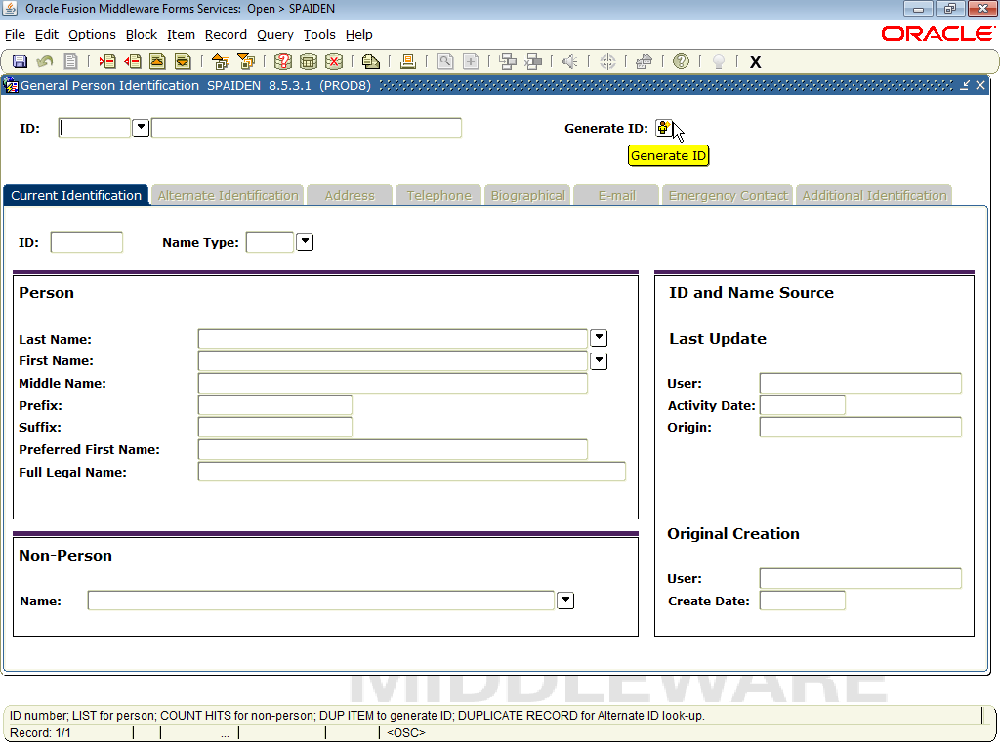 Oracle Fusion Middleware Forms Services: Open > SPAIDEN
File Edit Options Block Item Record Query Tools Help
ORACLE
X
General Person Identification SPAIDEN 8.5.3.1 (PROD8)
ID:
Generate ID:
Generate ID
Current Identification Alternate Identification Address Telephone Biographical E-mail Emergency Contact Additional Identification
ID:
Name Type:
Person
Last Name:
First Name:
Middle Name:
Prefix:
Suffix:
Preferred First Name:
Full Legal Name:
ID and Name Source
Last Update
User:
Activity Date:
Origin:
Original Creation
User:
Create Date:
Non-Person
Name:
MIDDLEWARE
ID number; LIST for person; COUNT HITS for non-person; DUP ITEM to generate ID; DUPLICATE RECORD for Alternate ID look-up.
Record: 1/1 ... <OSC>